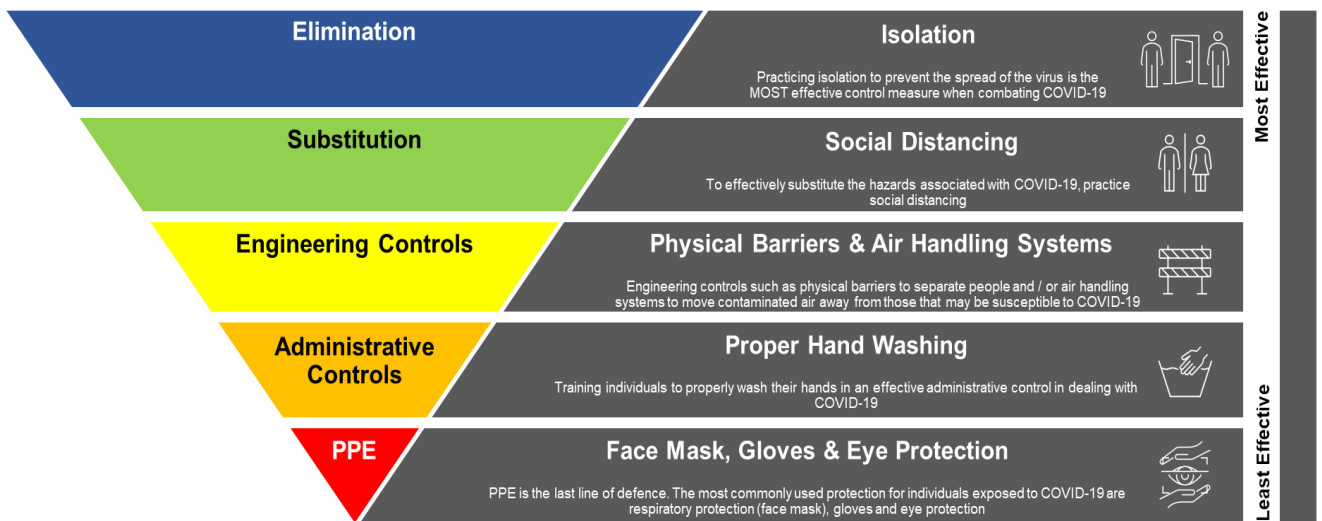 Elimination
Isolation
Practicing isolation to prevent the spread of the virus is the
MOST effective control measure when combating COVID-19
Substitution
Social Distancing
To effectively substitute the hazards associated with COVID-19, practice
social distancing
Engineering Controls
Physical Barriers & Air Handling Systems
Engineering controls such as physical barriers to separate people and / or air handling
systems to move contaminated air away from those that may be susceptible to COVID-19
Administrative
Controls
Proper Hand Washing
Training individuals to properly wash their hands in an effective administrative control in dealing with
COVID-19
PPE
Face Mask, Gloves & Eye Protection
PPE is the last line of defence. The most commonly used protection for individuals exposed to COVID-19 are
respiratory protection (face mask), gloves and eye protection
Most Effective
Least Effective